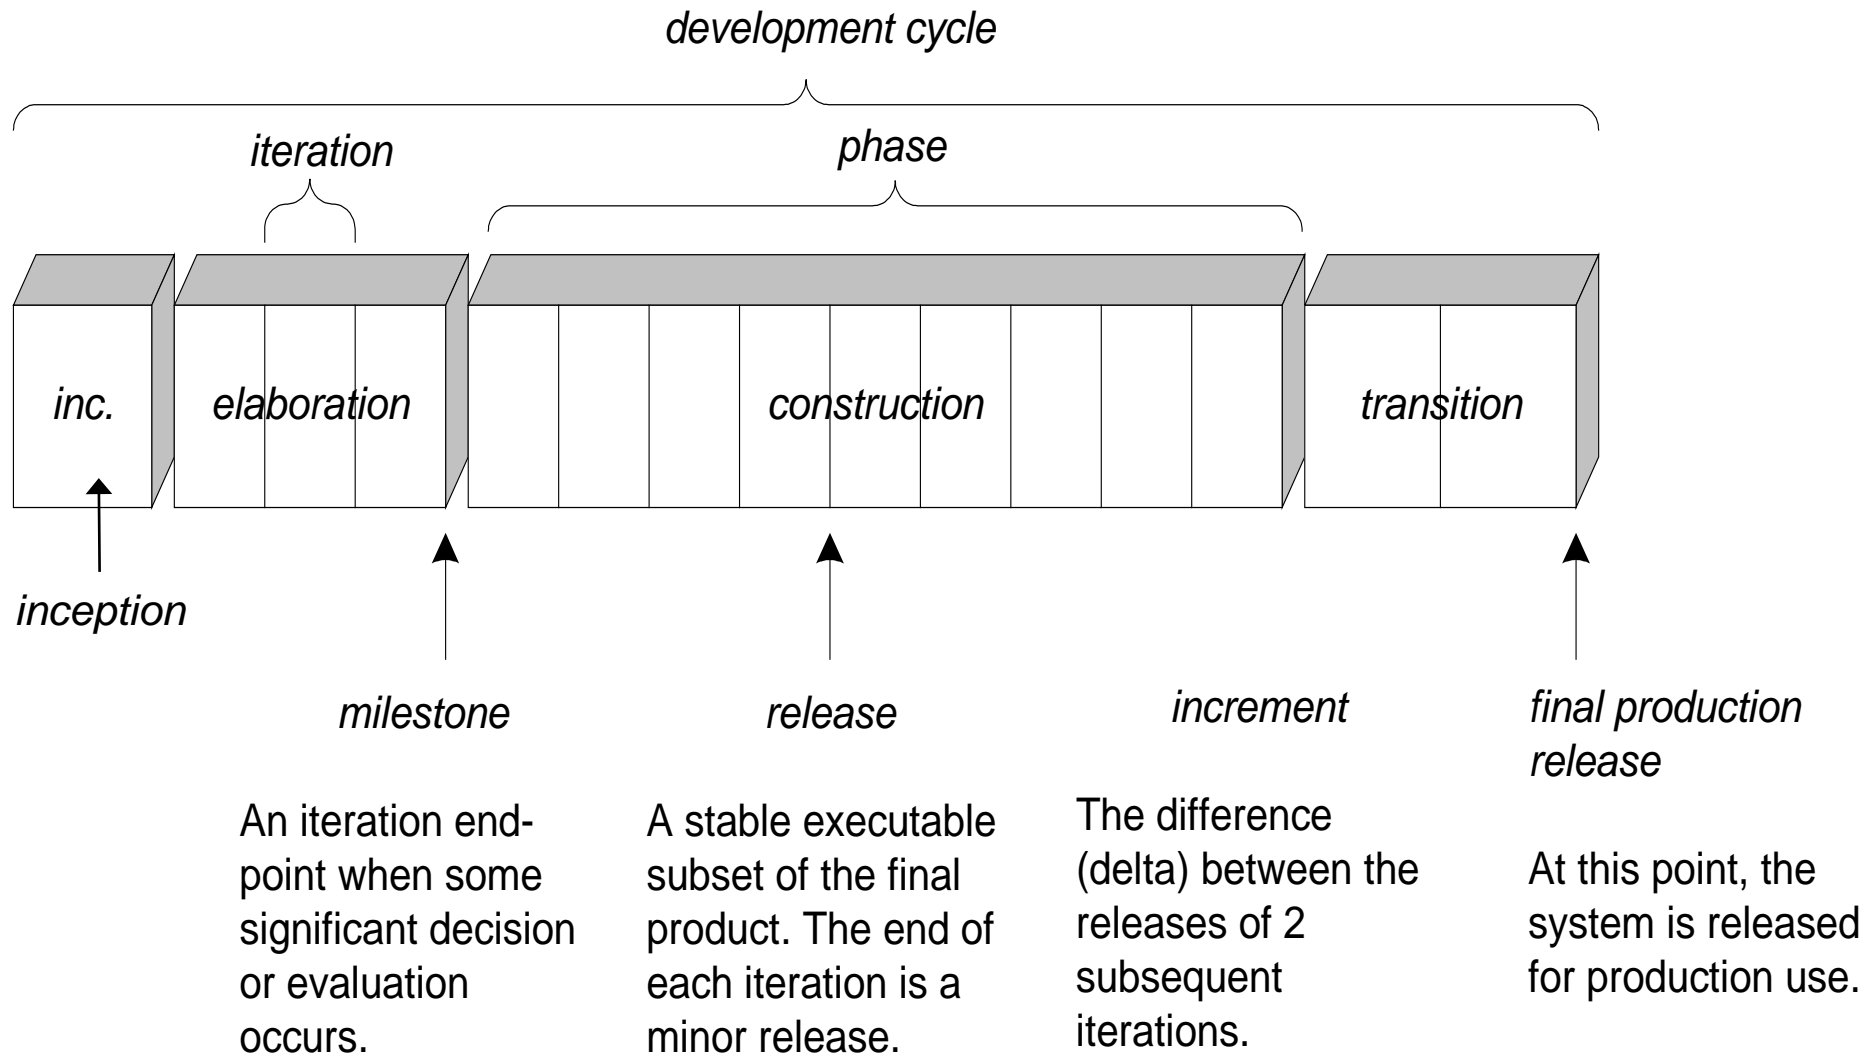 development cycle
iteration
phase
inc.
elaboration
construction
transition
inception
milestone
An iteration end-
point when some
significant decision
or evaluation
occurs.
release
A stable executable
subset of the final
product. The end of
each iteration is a
minor release.
increment
The difference
(delta) between the
releases of 2
subsequent
iterations.
final production
release
At this point, the
system is released
for production use.